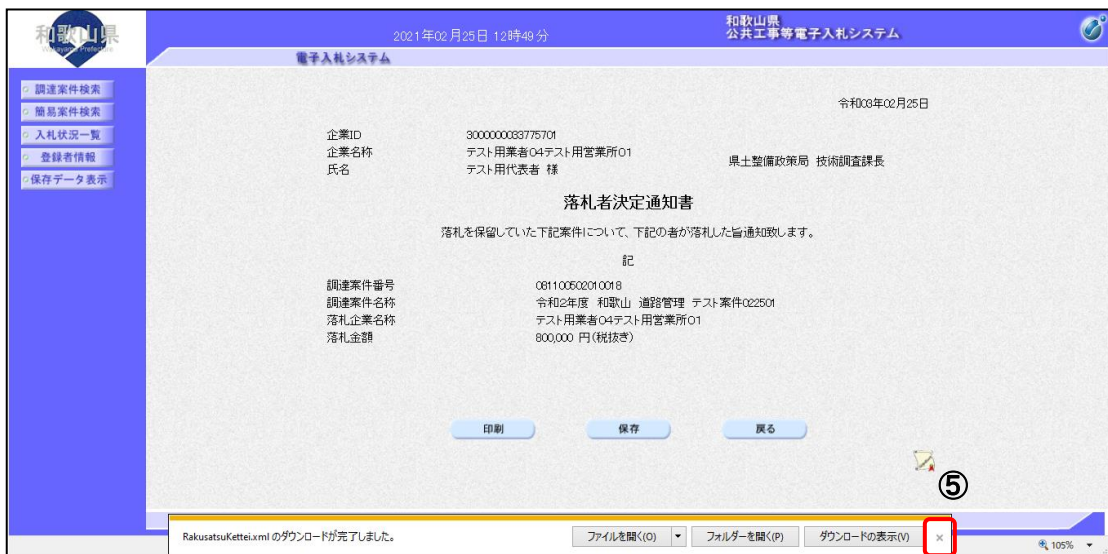 和歌山県
Wakayama Prefecture
2021年02月25日 12時49分
和歌山県
公共工事等電子入札システム
電子入札システム
調達案件検索
簡易案件検索
入札状況一覧
登録者情報
保存データ表示
令和03年02月25日
企業ID 3000000033775701
企業名称 テスト用業者04テスト用営業所01
氏名 テスト用代表者 様
県土整備政策局 技術調査課長
落札者決定通知書
落札を保留していた下記案件について、下記の者が落札した旨通知致します。
記
調達案件番号 081100502010018
調達案件名称 令和2年度 和歌山 道路管理 テスト案件022501
落札企業名称 テスト用業者04テスト用営業所01
落札金額 800,000 円(税抜き)
印刷 保存 戻る
⑤
RakusatsuKettei.xml のダウンロードが完了しました。 ファイルを開く(O) フォルダーを開く(P) ダウンロードの表示(V) ×
105%